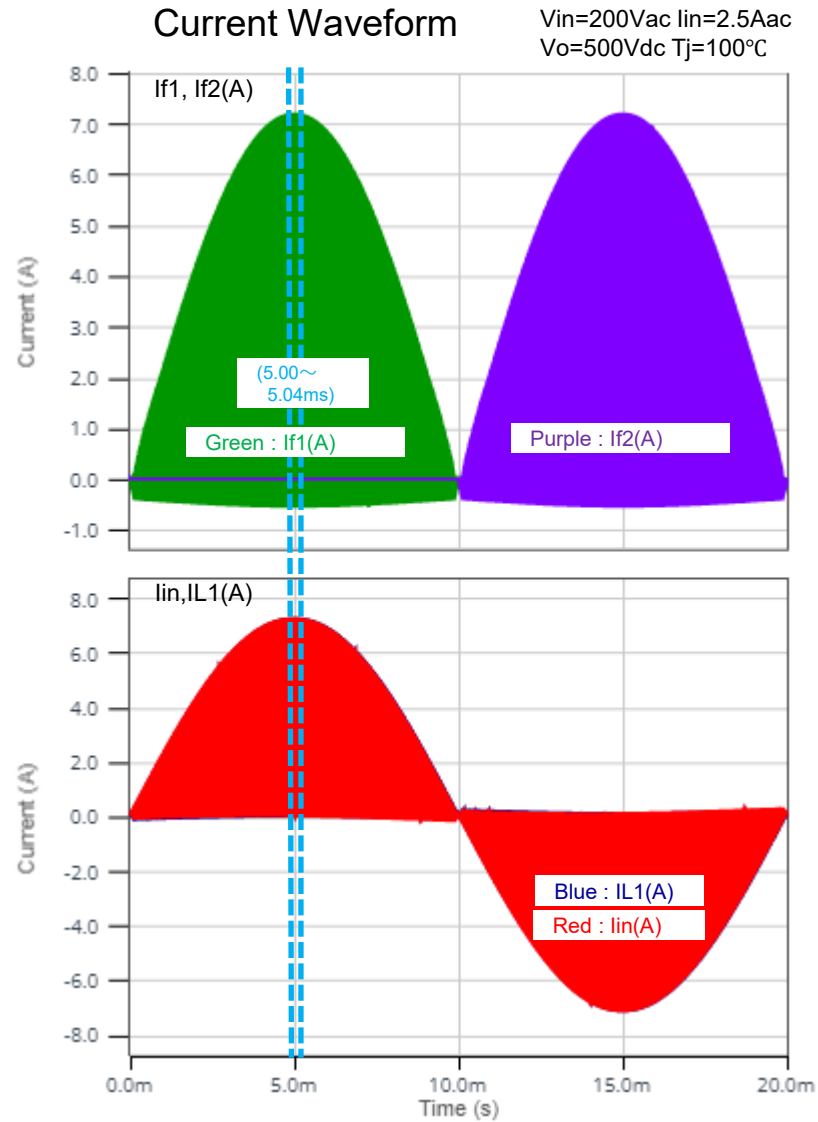 Current Waveform
Vin=200Vac Iin=2.5Aac
Vo=500Vdc Tj=100℃
If1, If2(A)
8.0
7.0
6.0
5.0
4.0
3.0
2.0
1.0
0.0
-1.0
Current (A)
(5.00～
5.04ms)
Green : If1(A)
Purple : If2(A)
Iin,IL1(A)
8.0
6.0
4.0
2.0
0.0
-2.0
-4.0
-6.0
-8.0
Current (A)
Blue : IL1(A)
Red : Iin(A)
0.0m
5.0m
10.0m
15.0m
20.0m
Time (s)